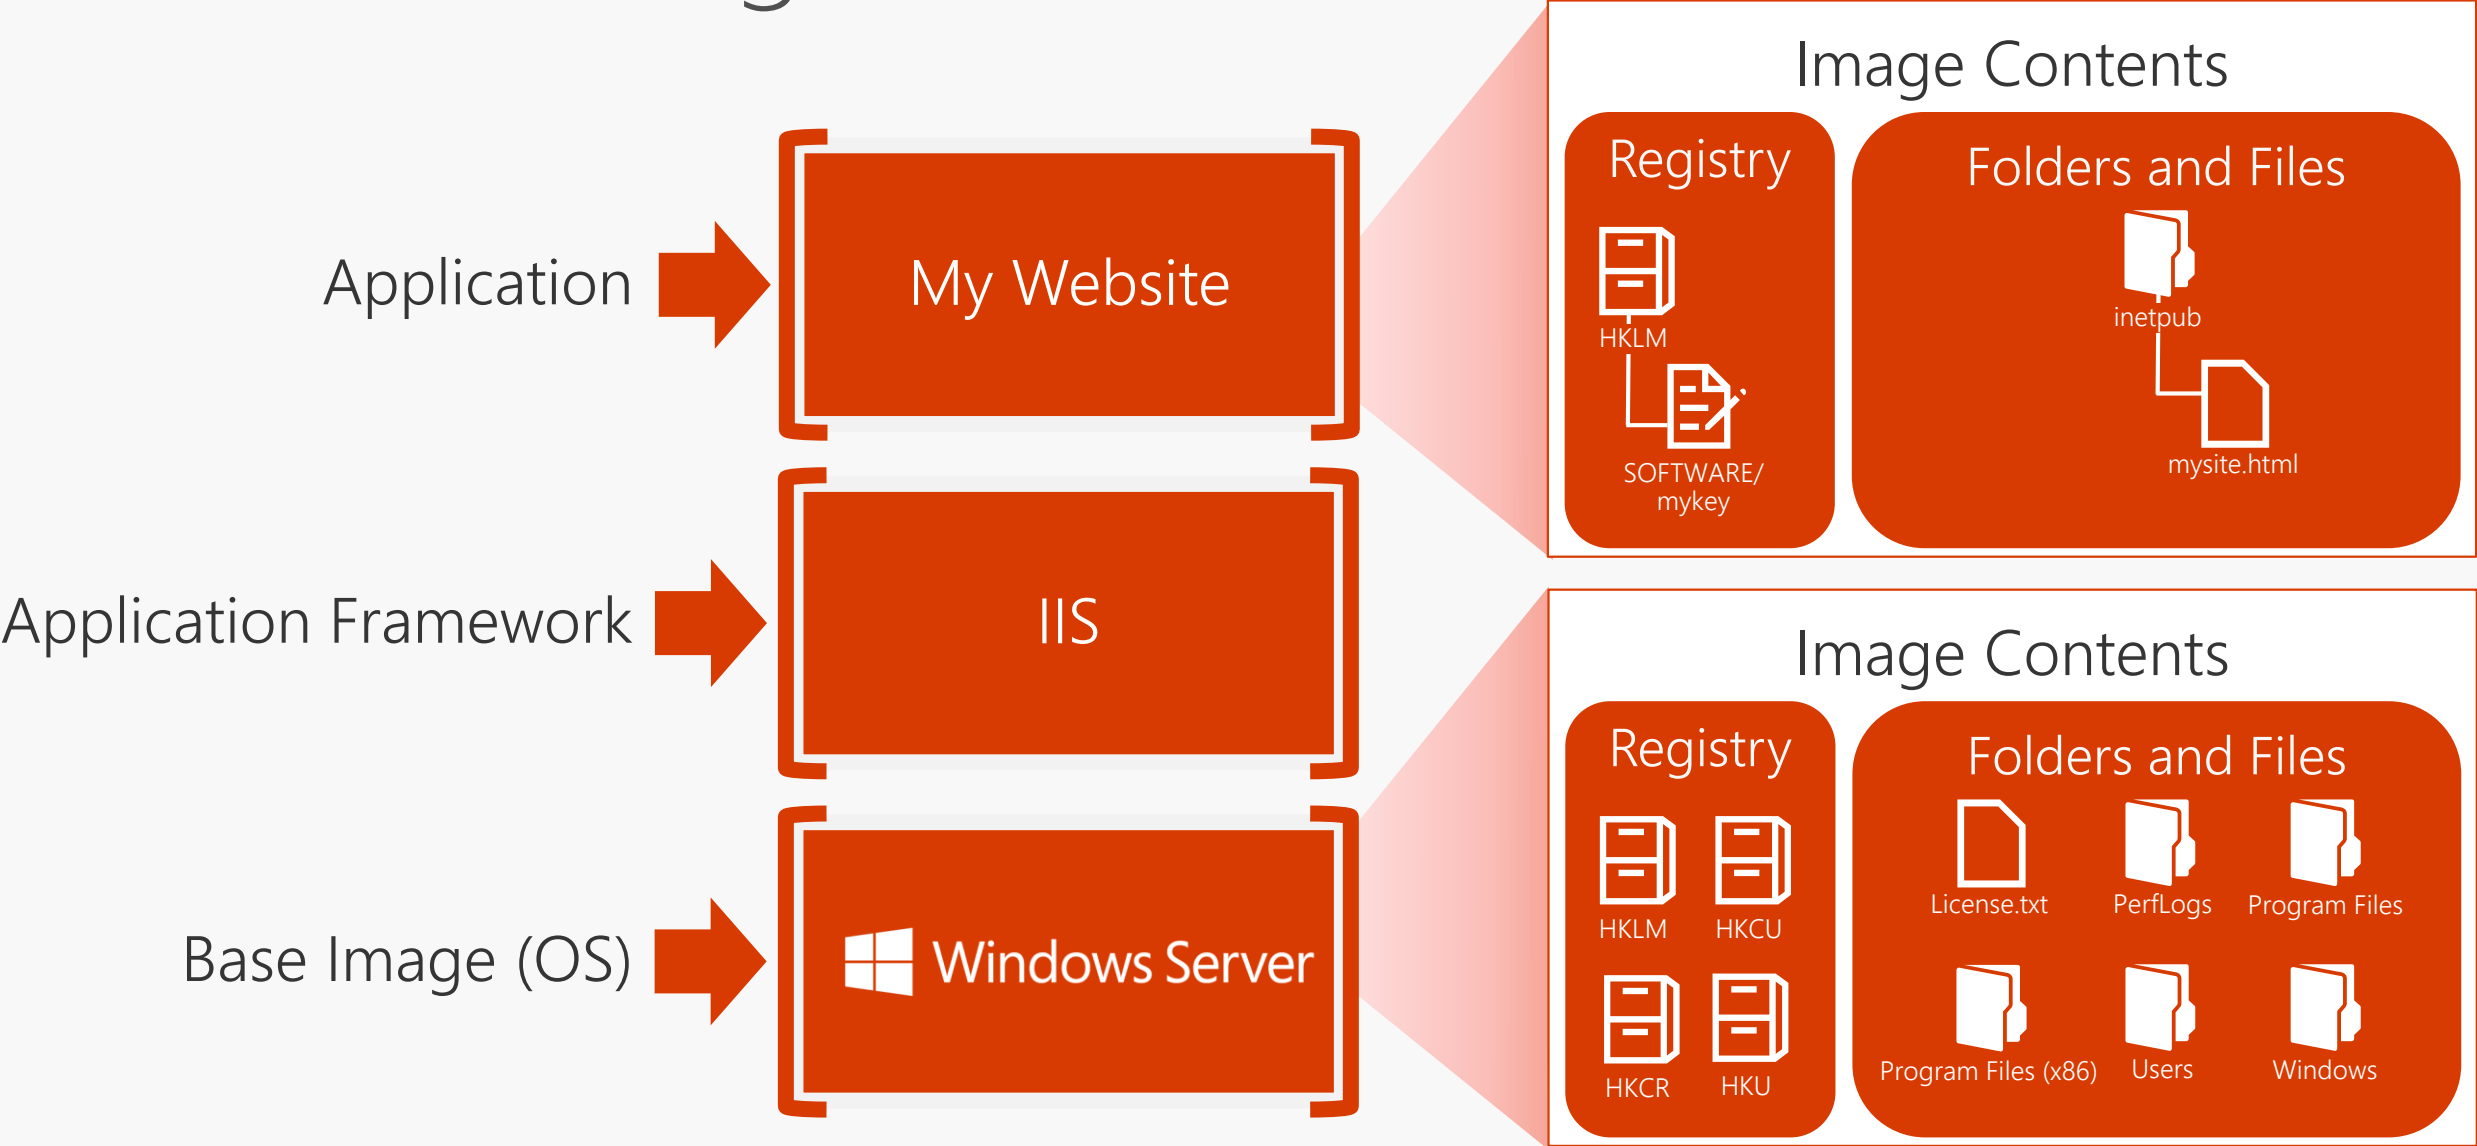 Application
My Website
Application Framework
IIS
Base Image (OS)
Windows Server
Image Contents
Registry
HKLM
SOFTWARE/
mykey
Folders and Files
inetpub
mysite.html
Image Contents
Registry
HKLM
HKCU
HKCR
HKU
Folders and Files
License.txt
PerfLogs
Program Files
Program Files (x86)
Users
Windows